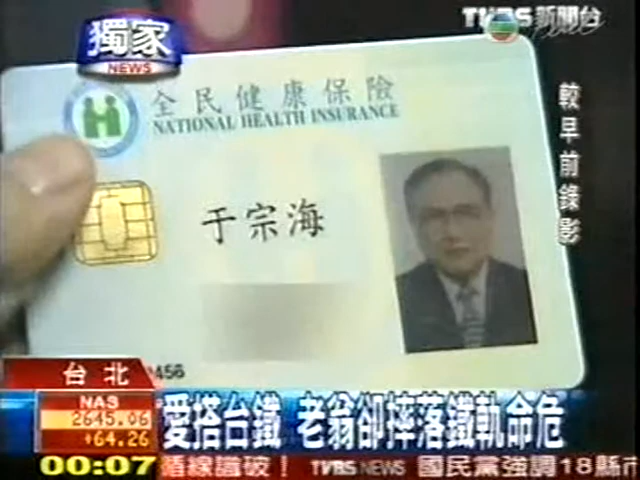 獨家
NEWS
TVBS新聞台
全民健康保險
NATIONAL HEALTH INSURANCE
較早前錄影
于宗海
456
台北
NAS
2645.06
+64.26
愛搭台鐵 老翁卻摔落鐵軌命危
00:07
循線識破! TVBS NEWS 國民黨強調18縣市